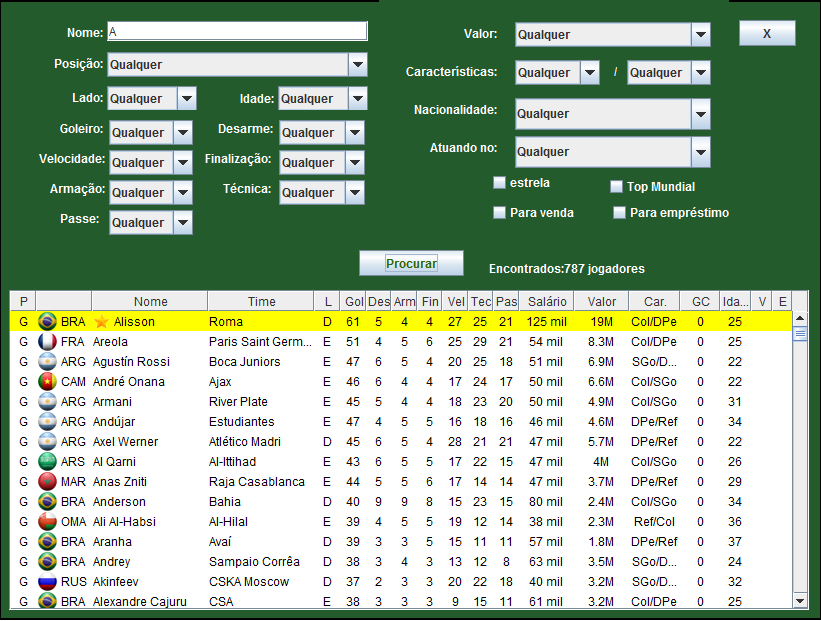 Nome: A
Valor: Qualquer
X
Posição: Qualquer
Características: Qualquer / Qualquer
Lado: Qualquer Idade: Qualquer
Nacionalidade: Qualquer
Goleiro: Qualquer Desarme: Qualquer
Atuando no: Qualquer
Velocidade: Qualquer Finalização: Qualquer
estrela Top Mundial
Armação: Qualquer Técnica: Qualquer
Para venda Para empréstimo
Passe: Qualquer
Procurar Encontrados:787 jogadores
P Nome Time L Gol Des Arm Fin Vel Tec Pas Salário Valor Car. GC Ida... V E
G BRA Alisson Roma D 61 5 4 4 27 25 21 125 mil 19M Col/DPe 0 25
G FRA Areola Paris Saint Germ... E 51 4 5 6 25 29 21 54 mil 8.3M Col/DPe 0 25
G ARG Agustín Rossi Boca Juniors E 47 6 5 4 20 25 18 51 mil 6.9M SGo/D... 0 22
G CAM André Onana Ajax E 46 6 4 4 17 24 17 50 mil 6.6M Col/SGo 0 22
G ARG Armani River Plate E 45 5 4 4 18 23 20 50 mil 4.9M Col/SGo 0 31
G ARG Andújar Estudiantes E 47 4 5 5 16 18 16 46 mil 4.6M DPe/Ref 0 34
G ARG Axel Werner Atlético Madri D 45 6 5 4 28 21 21 47 mil 5.7M DPe/Ref 0 22
G ARS Al Qarni Al-Ittihad E 43 6 5 5 17 22 15 47 mil 4M Col/SGo 0 26
G MAR Anas Zniti Raja Casablanca E 44 5 5 6 17 14 14 47 mil 3.7M DPe/Ref 0 29
G BRA Anderson Bahia D 40 9 9 8 15 23 15 80 mil 2.4M Col/SGo 0 34
G OMA Ali Al-Habsi Al-Hilal E 39 4 5 5 19 12 14 38 mil 2.3M Ref/Col 0 36
G BRA Aranha Avaí D 39 3 3 5 15 11 11 57 mil 1.8M DPe/Ref 0 37
G BRA Andrey Sampaio Corrêa D 38 3 4 3 13 12 8 63 mil 3.5M SGo/D... 0 24
G RUS Akinfeev CSKA Moscow D 37 2 3 3 20 22 18 40 mil 3.2M SGo/D... 0 32
G BRA Alexandre Cajuru CSA E 38 3 3 3 9 15 11 61 mil 3.2M Col/DPe 0 25